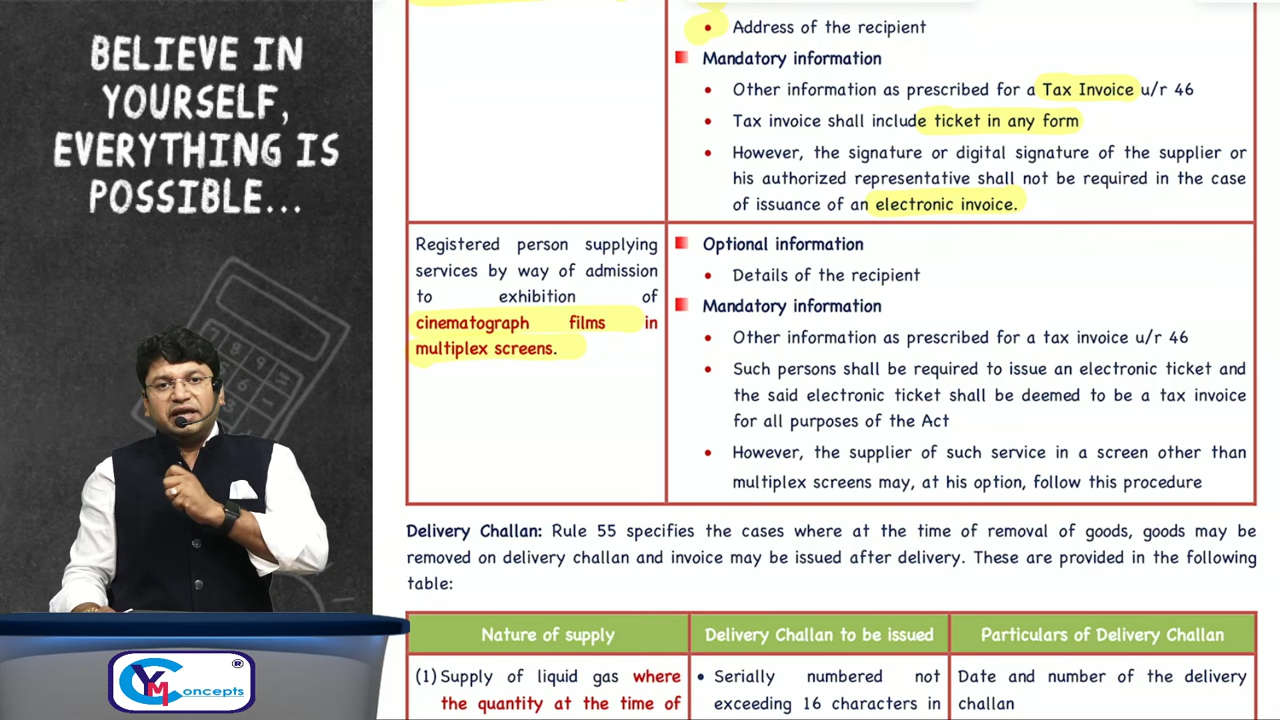 BELIEVE IN
YOURSELF,
EVERYTHING IS
POSSIBLE...
YM Concepts ®
• Address of the recipient
Mandatory information
• Other information as prescribed for a Tax Invoice u/r 46
• Tax invoice shall include ticket in any form
• However, the signature or digital signature of the supplier or
his authorized representative shall not be required in the case
of issuance of an electronic invoice.
Registered person supplying
services by way of admission
to exhibition of
cinematograph films in
multiplex screens.
Optional information
• Details of the recipient
Mandatory information
• Other information as prescribed for a tax invoice u/r 46
• Such persons shall be required to issue an electronic ticket and
the said electronic ticket shall be deemed to be a tax invoice
for all purposes of the Act
• However, the supplier of such service in a screen other than
multiplex screens may, at his option, follow this procedure
Delivery Challan: Rule 55 specifies the cases where at the time of removal of goods, goods may be
removed on delivery challan and invoice may be issued after delivery. These are provided in the following
table:
Nature of supply
Delivery Challan to be issued
Particulars of Delivery Challan
(1) Supply of liquid gas where
the quantity at the time of
• Serially numbered not
exceeding 16 characters in
Date and number of the delivery
challan